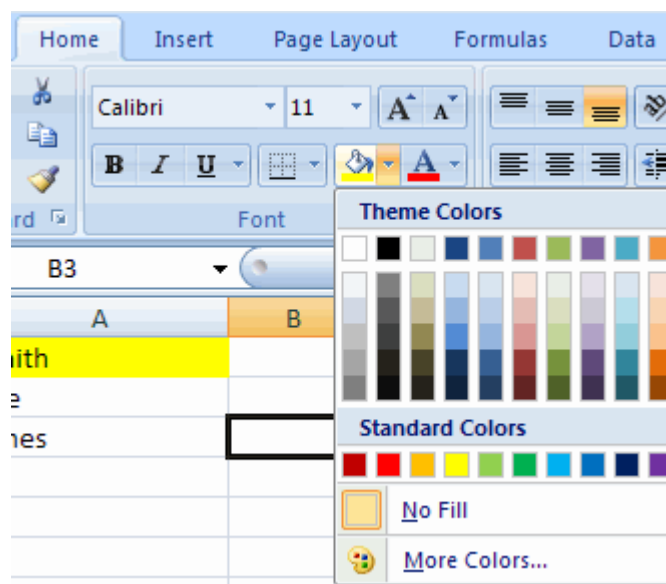 Home Insert Page Layout Formulas Data
Calibri 11 A A
B I U A
rd Font
Theme Colors
B3
A B
ith
e
nes
Standard Colors
No Fill
More Colors...